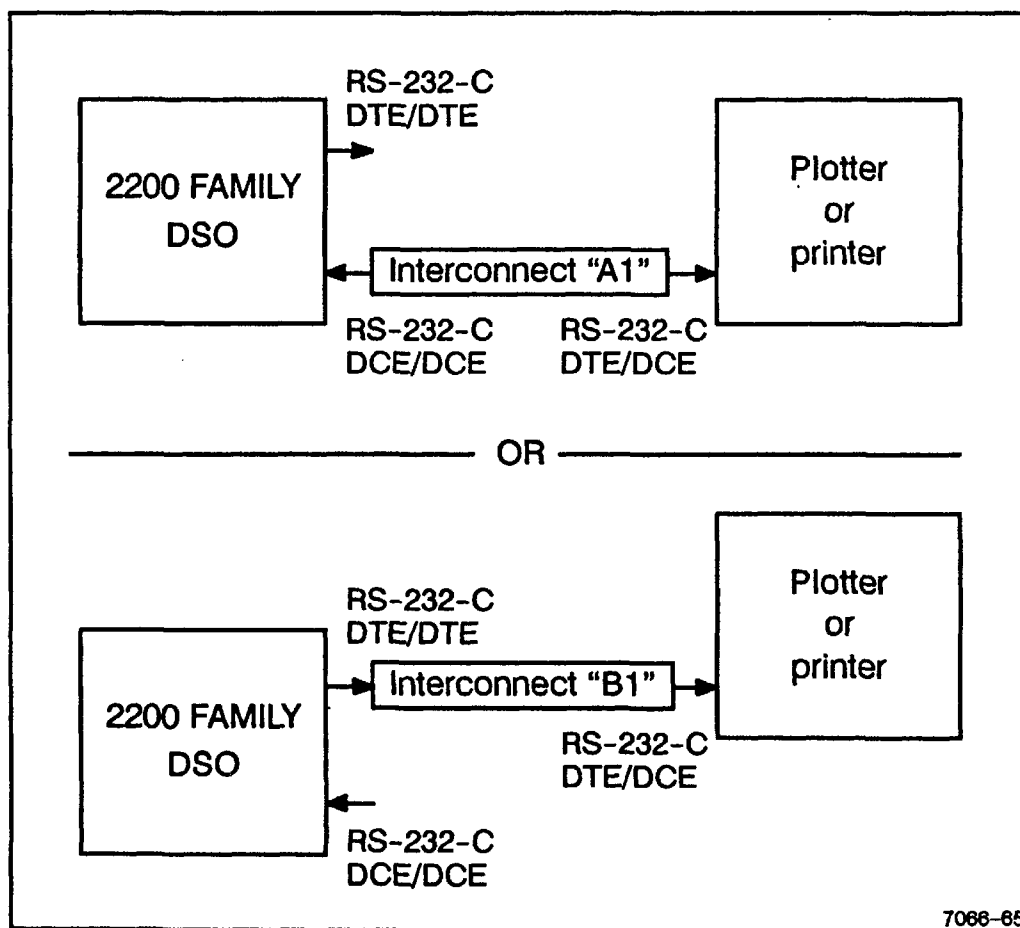 RS-232-C
DTE/DTE
2200 FAMILY
DSO
Plotter
or
printer
Interconnect “A1”
RS-232-C
DCE/DCE
RS-232-C
DTE/DCE
OR
RS-232-C
DTE/DTE
2200 FAMILY
DSO
Plotter
or
printer
Interconnect “B1”
RS-232-C
DTE/DCE
RS-232-C
DCE/DCE
7066-65